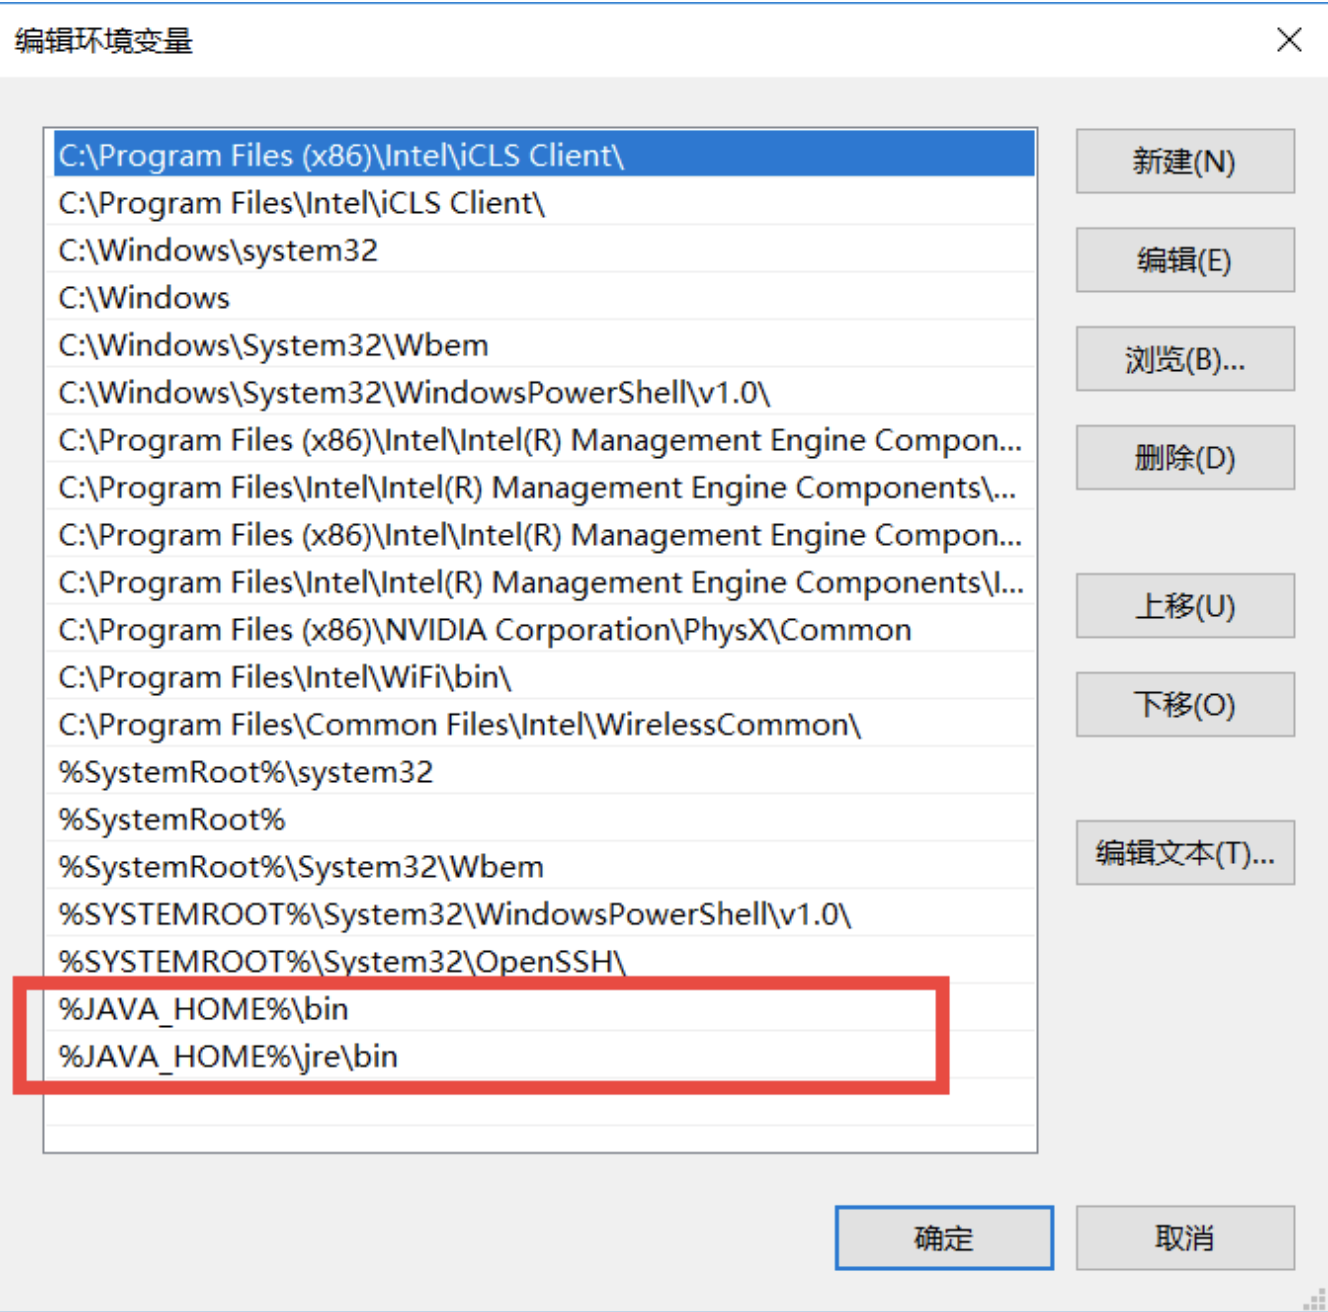 编辑环境变量
C:\Program Files (x86)\Intel\iCLS Client\
C:\Program Files\Intel\iCLS Client\
C:\Windows\system32
C:\Windows
C:\Windows\System32\Wbem
C:\Windows\System32\WindowsPowerShell\v1.0\
C:\Program Files (x86)\Intel\Intel(R) Management Engine Compon...
C:\Program Files\Intel\Intel(R) Management Engine Components\...
C:\Program Files (x86)\Intel\Intel(R) Management Engine Compon...
C:\Program Files\Intel\Intel(R) Management Engine Components\I...
C:\Program Files (x86)\NVIDIA Corporation\PhysX\Common
C:\Program Files\Intel\WiFi\bin\
C:\Program Files\Common Files\Intel\WirelessCommon\
%SystemRoot%\system32
%SystemRoot%
%SystemRoot%\System32\Wbem
%SYSTEMROOT%\System32\WindowsPowerShell\v1.0\
%SYSTEMROOT%\System32\OpenSSH\
%JAVA_HOME%\bin
%JAVA_HOME%\jre\bin
新建(N)
编辑(E)
浏览(B)...
删除(D)
上移(U)
下移(O)
编辑文本(T)...
确定
取消